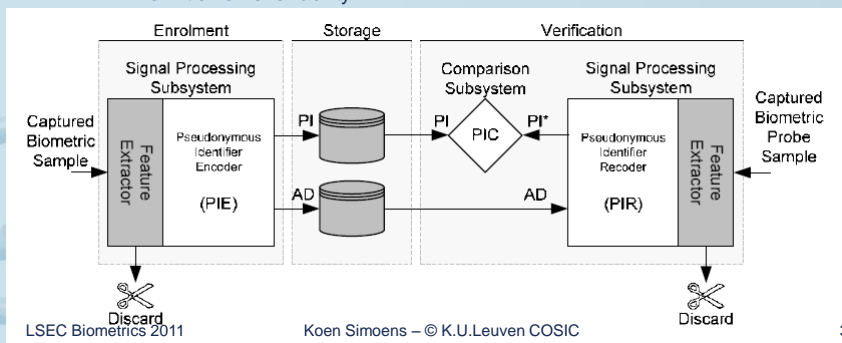 Enrolment
Storage
Verification
Signal Processing
Subsystem
Comparison
Subsystem
Signal Processing
Subsystem
Captured
Biometric
Sample
Feature
Extractor
Pseudonymous
Identifier
Encoder
(PIE)
PI
AD
PI
PIC
PI*
AD
Pseudonymous
Identifier
Recoder
(PIR)
Feature
Extractor
Captured
Biometric
Probe
Sample
Discard
Discard
LSEC Biometrics 2011
Koen Simoens – © K.U.Leuven COSIC